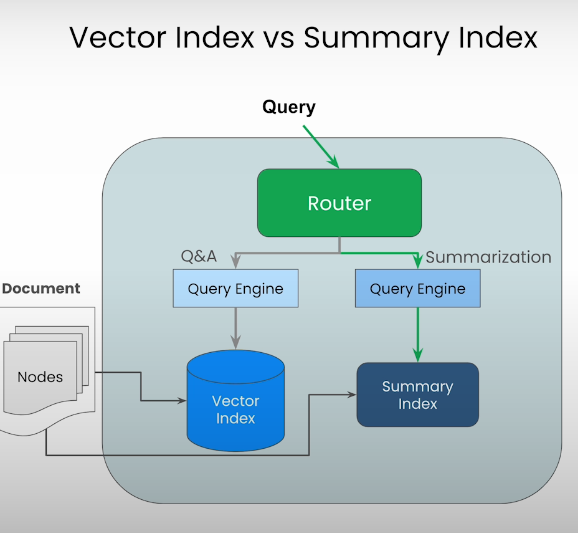 Vector Index vs Summary Index
Query
Router
Q&A
Summarization
Document
Query Engine
Query Engine
Nodes
Vector
Index
Summary
Index